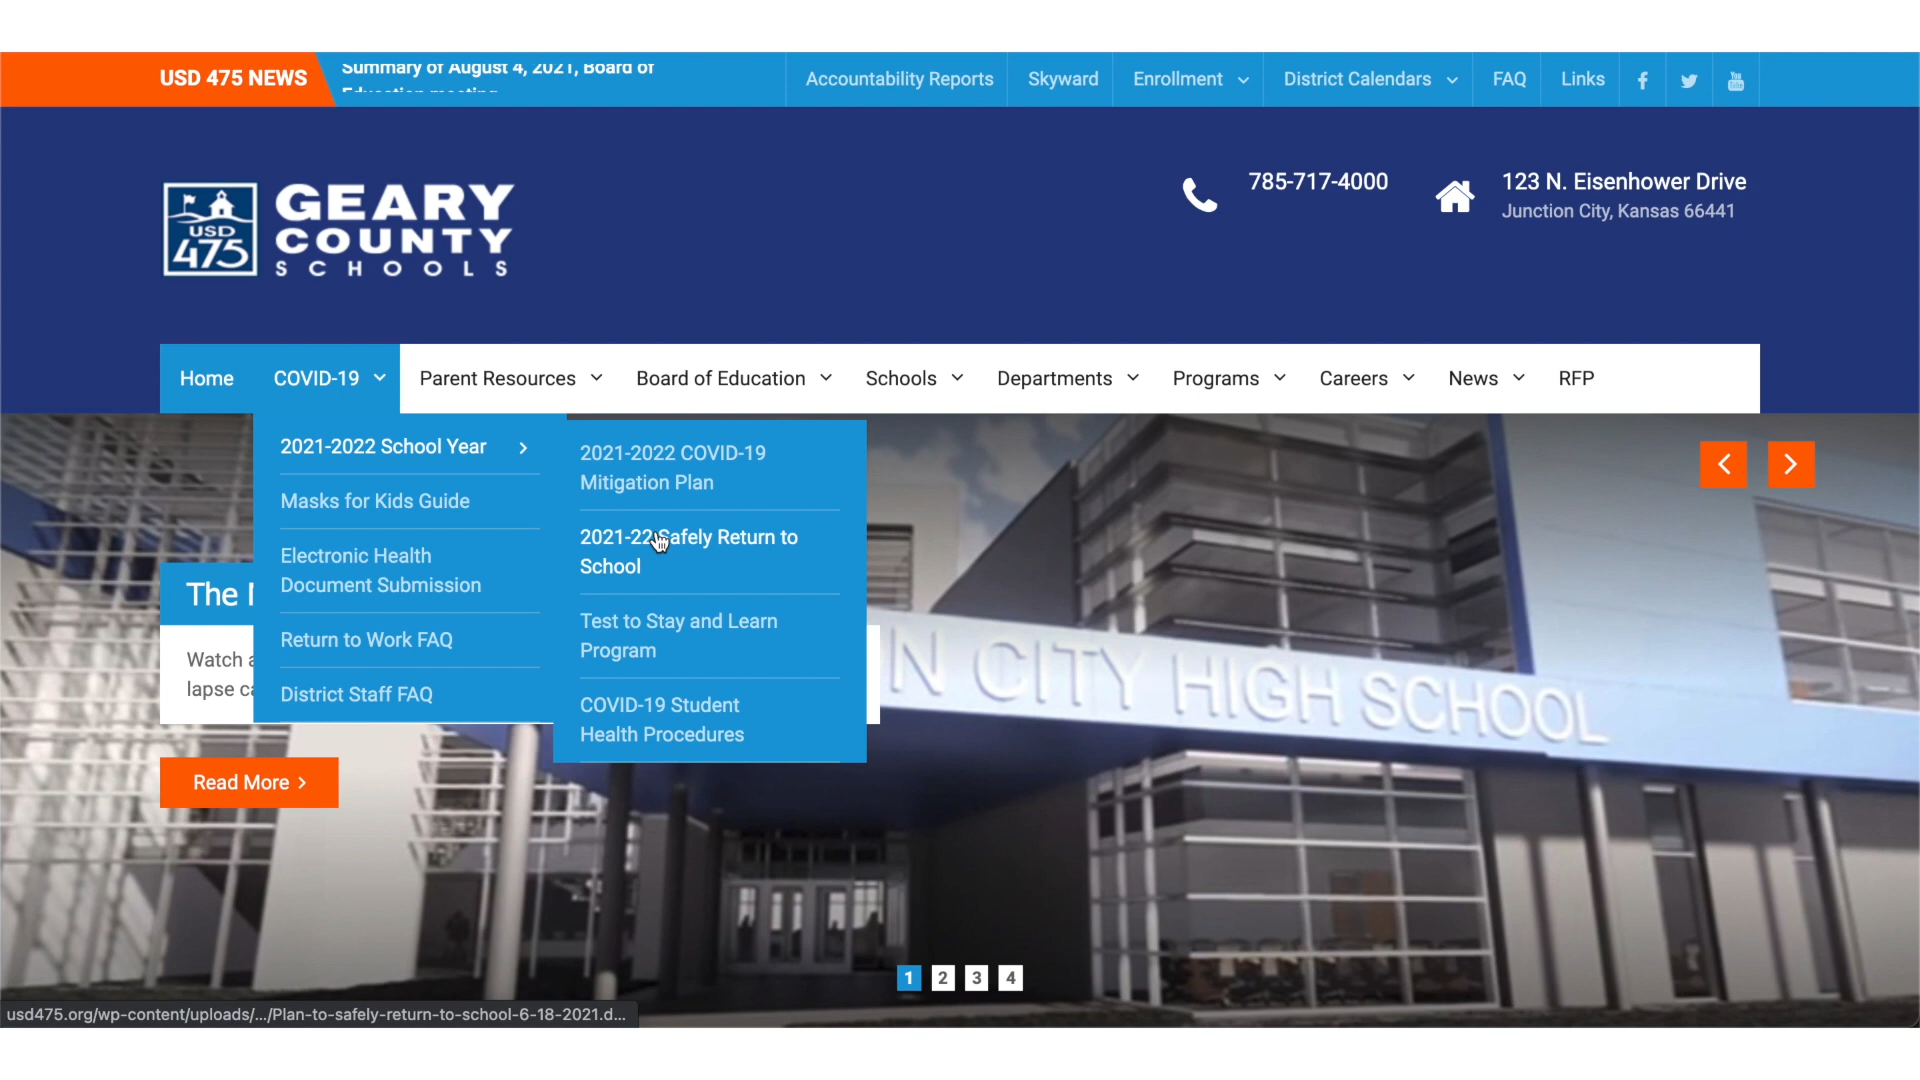 USD 475 NEWS
Summary of August 4, 2021, Board of
Education meeting
Accountability Reports
Skyward
Enrollment
District Calendars
FAQ
Links
You
USD
475
GEARY
COUNTY
SCHOOLS
785-717-4000
123 N. Eisenhower Drive
Junction City, Kansas 66441
Home
COVID-19
Parent Resources
Board of Education
Schools
Departments
Programs
Careers
News
RFP
2021-2022 School Year
Masks for Kids Guide
Electronic Health
Document Submission
Return to Work FAQ
District Staff FAQ
2021-2022 COVID-19
Mitigation Plan
2021-22 Safely Return to
School
Test to Stay and Learn
Program
COVID-19 Student
Health Procedures
The
Watch
lapse
Read More
N CITY HIGH SCHOOL
1 2 3 4
usd475.org/wp-content/uploads/.../Plan-to-safely-return-to-school-6-18-2021.d...